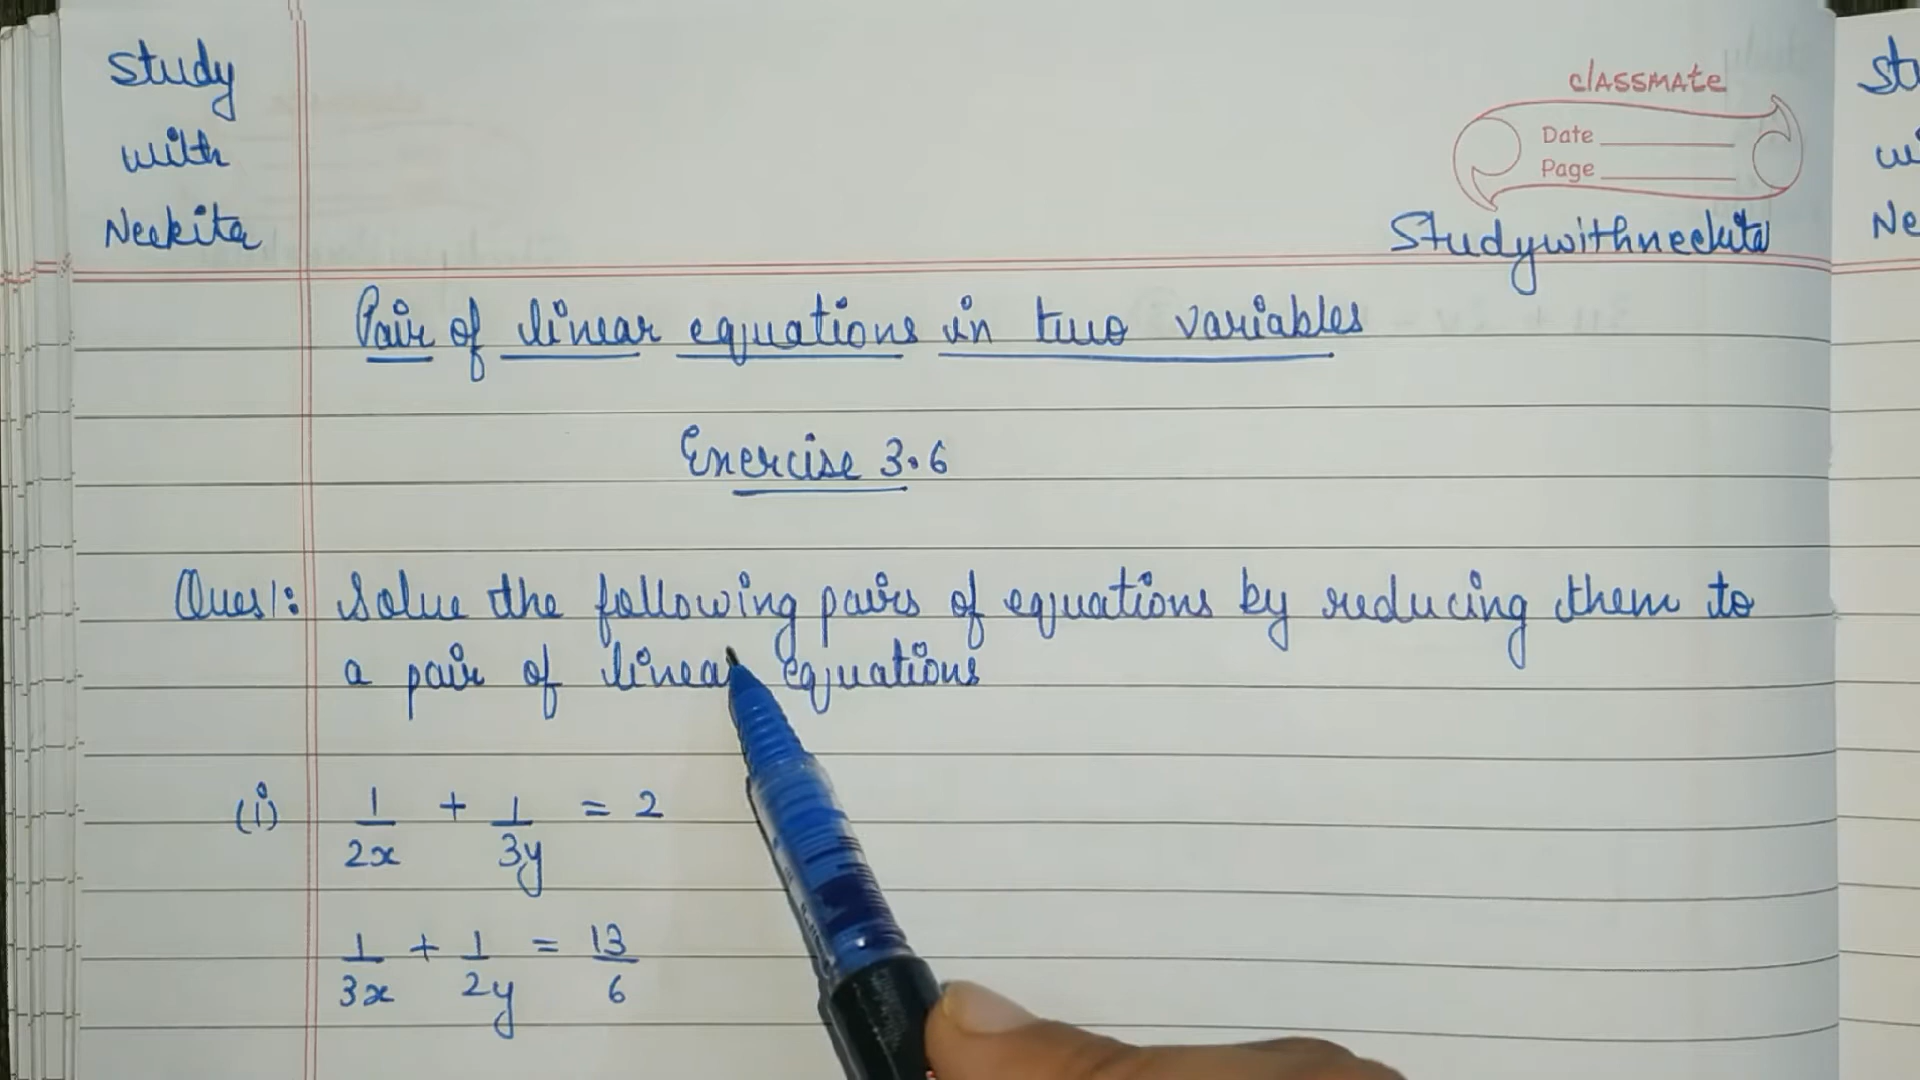 Study
with
Neekita
classmate
Date
Page
Studywithneekita
Pair of linear equations in two variables
Exercise 3.6
Ques1: Solve the following pairs of equations by reducing them to
a pair of linear equations
(i) 1/2x + 1/3y = 2
1/3x + 1/2y = 13/6